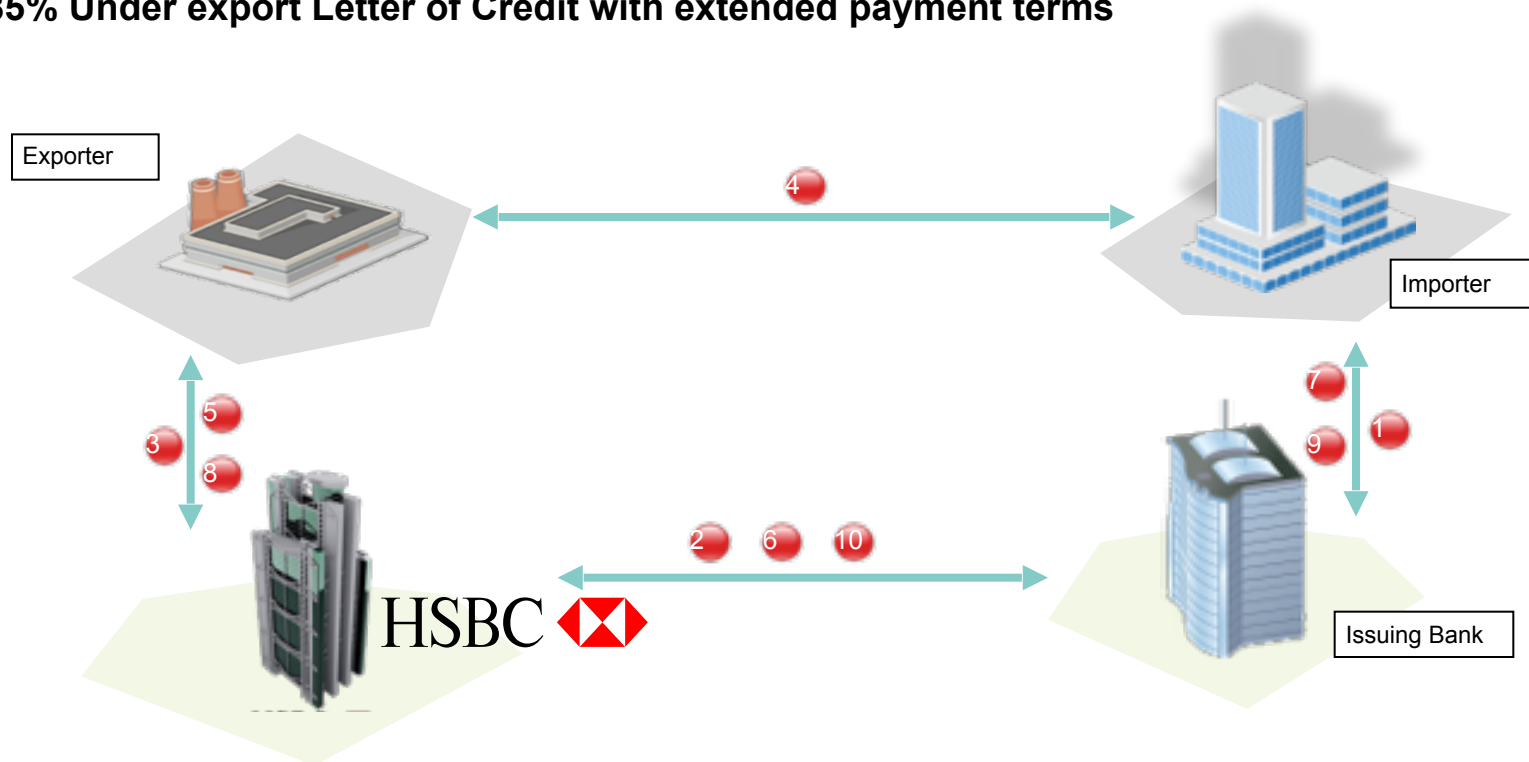 35% Under export Letter of Credit with extended payment terms
Exporter
4
Importer
7
1
5
3
9
8
2 6 10
HSBC
Issuing Bank